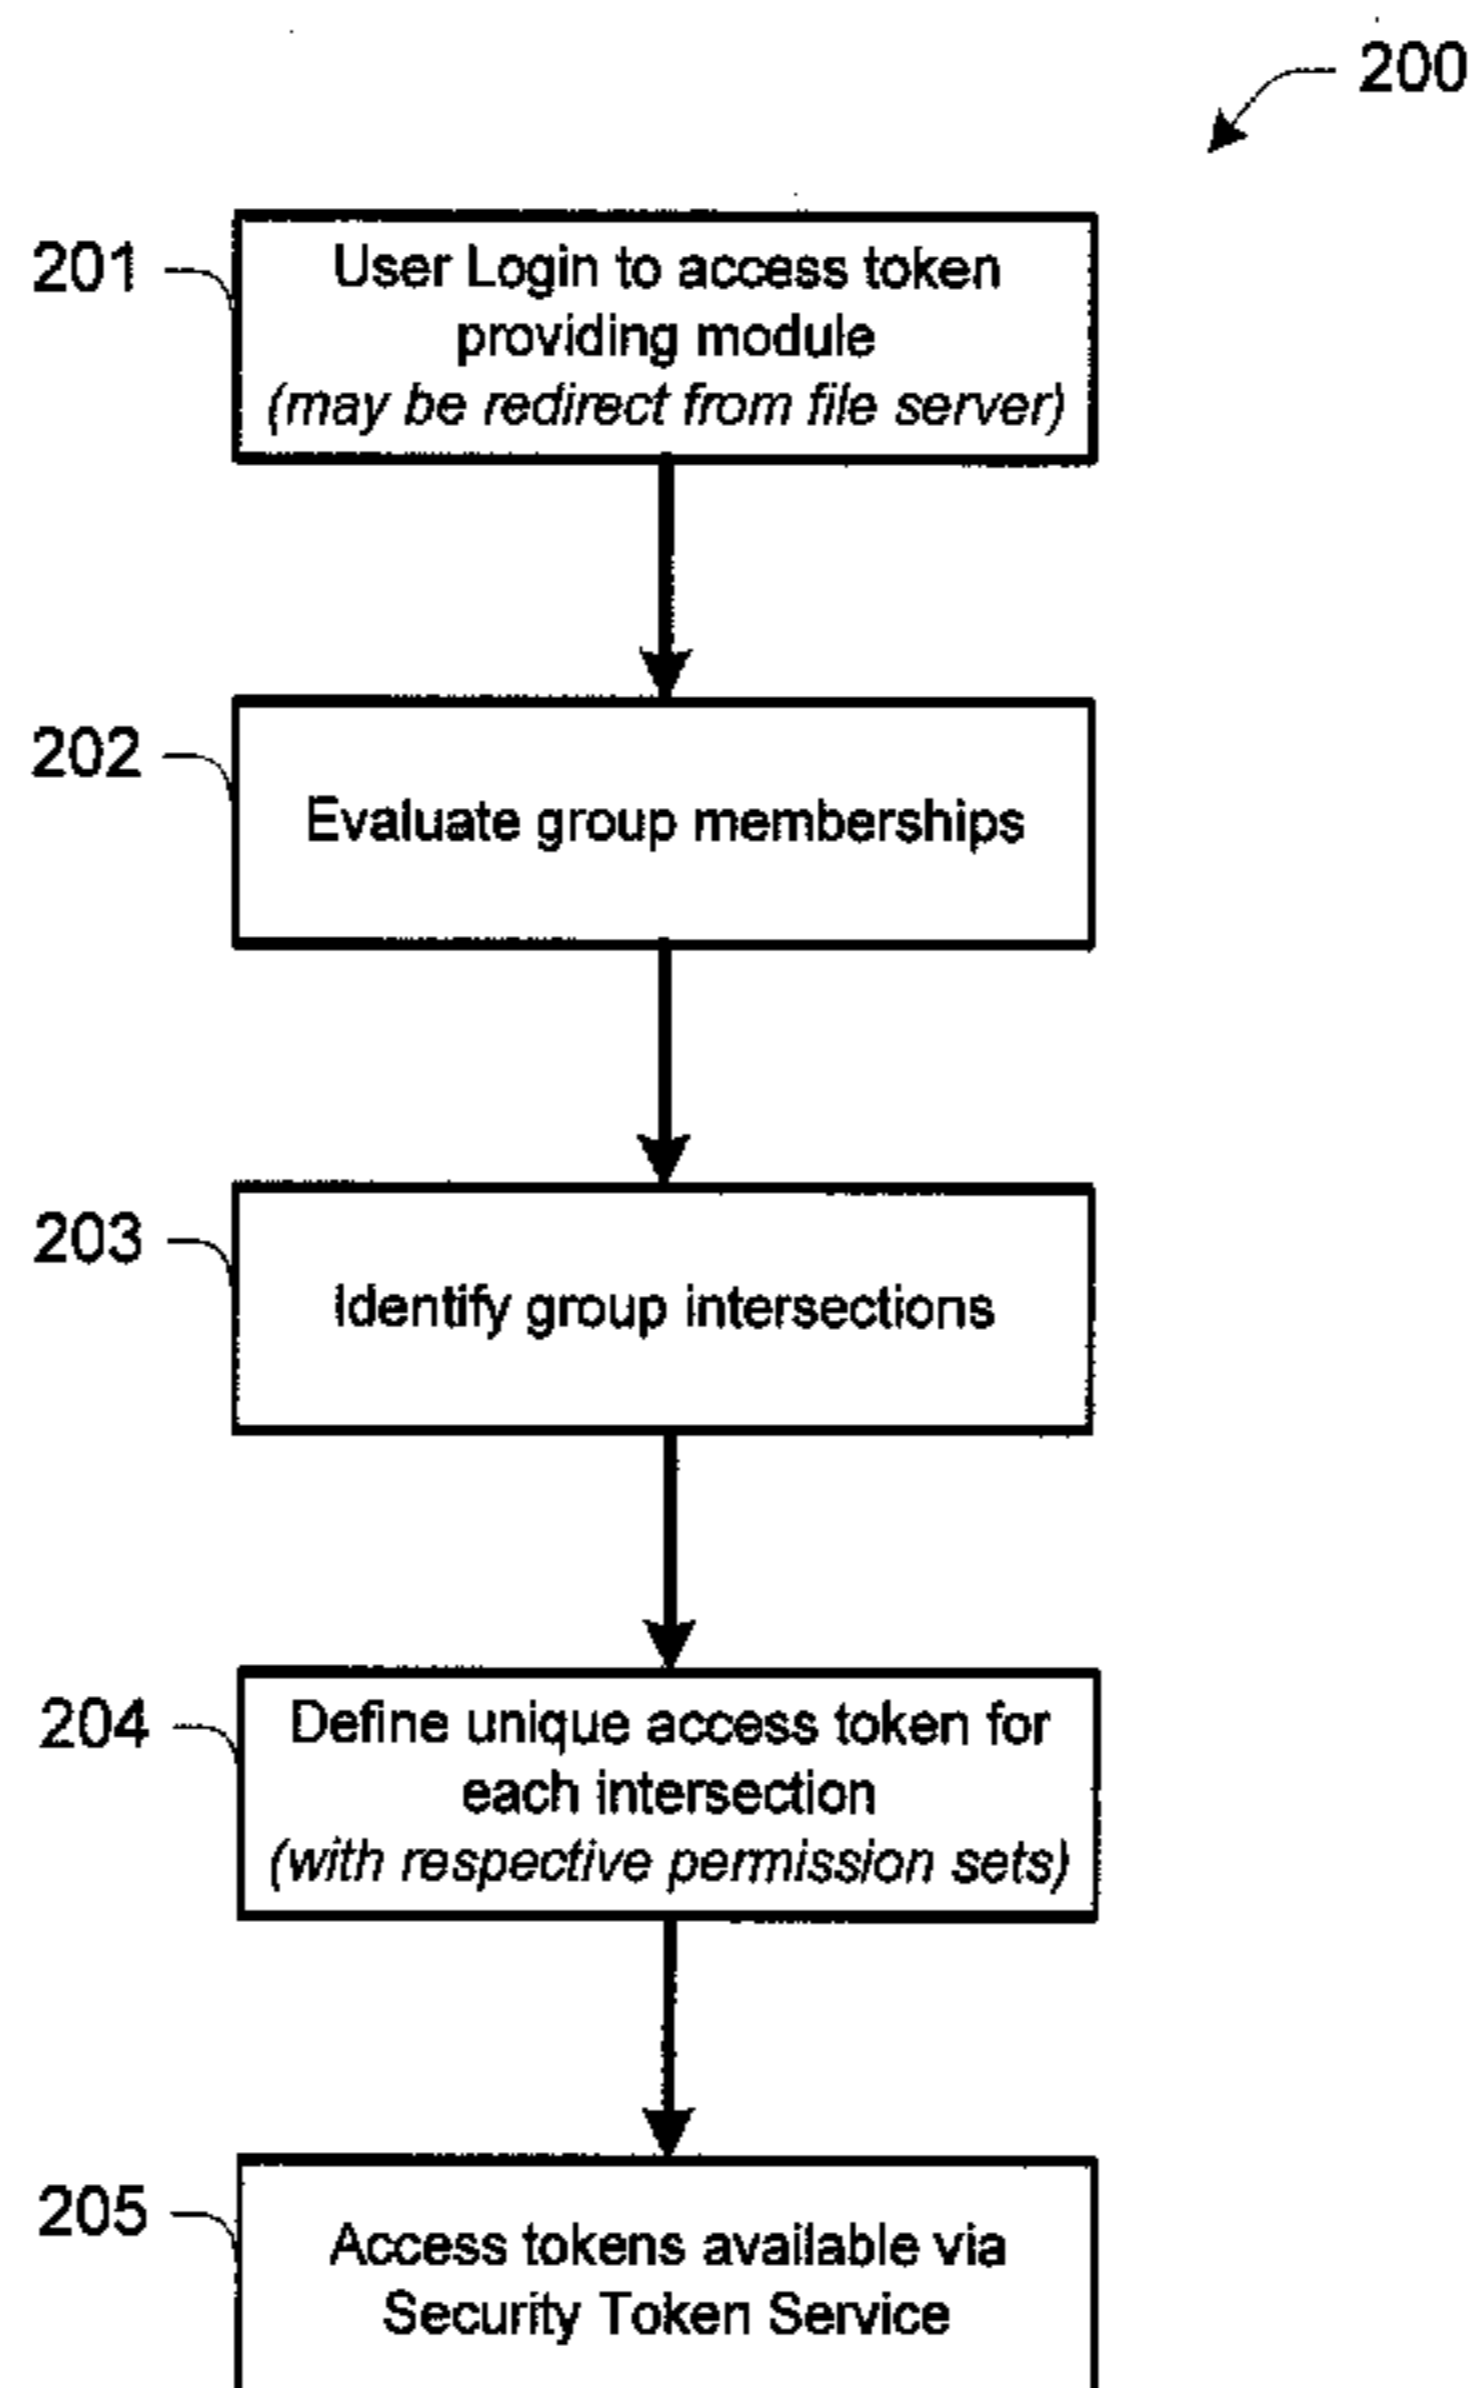 200
201
User Login to access token
providing module
(may be redirect from file server)
202
Evaluate group memberships
203
Identify group intersections
204
Define unique access token for
each intersection
(with respective permission sets)
205
Access tokens available via
Security Token Service